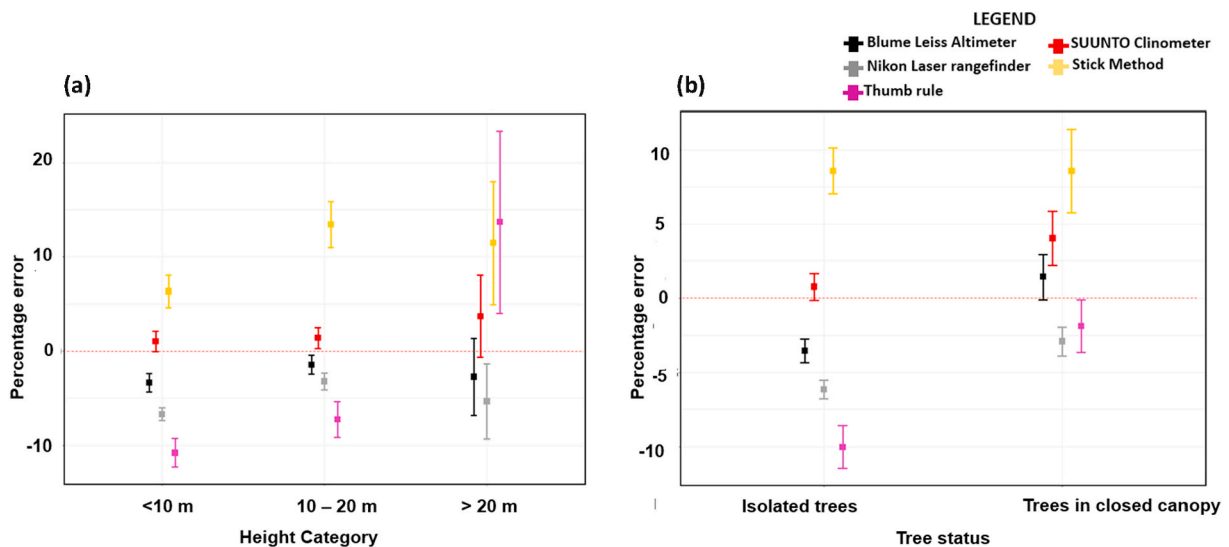 LEGEND
Blume Leiss Altimeter
SUUNTO Clinometer
Nikon Laser rangefinder
Stick Method
Thumb rule
(a)
(b)
Percentage error
20
10
0
-10
<10 m
10 – 20 m
> 20 m
Height Category
Percentage error
10
5
0
-5
-10
Isolated trees
Trees in closed canopy
Tree status